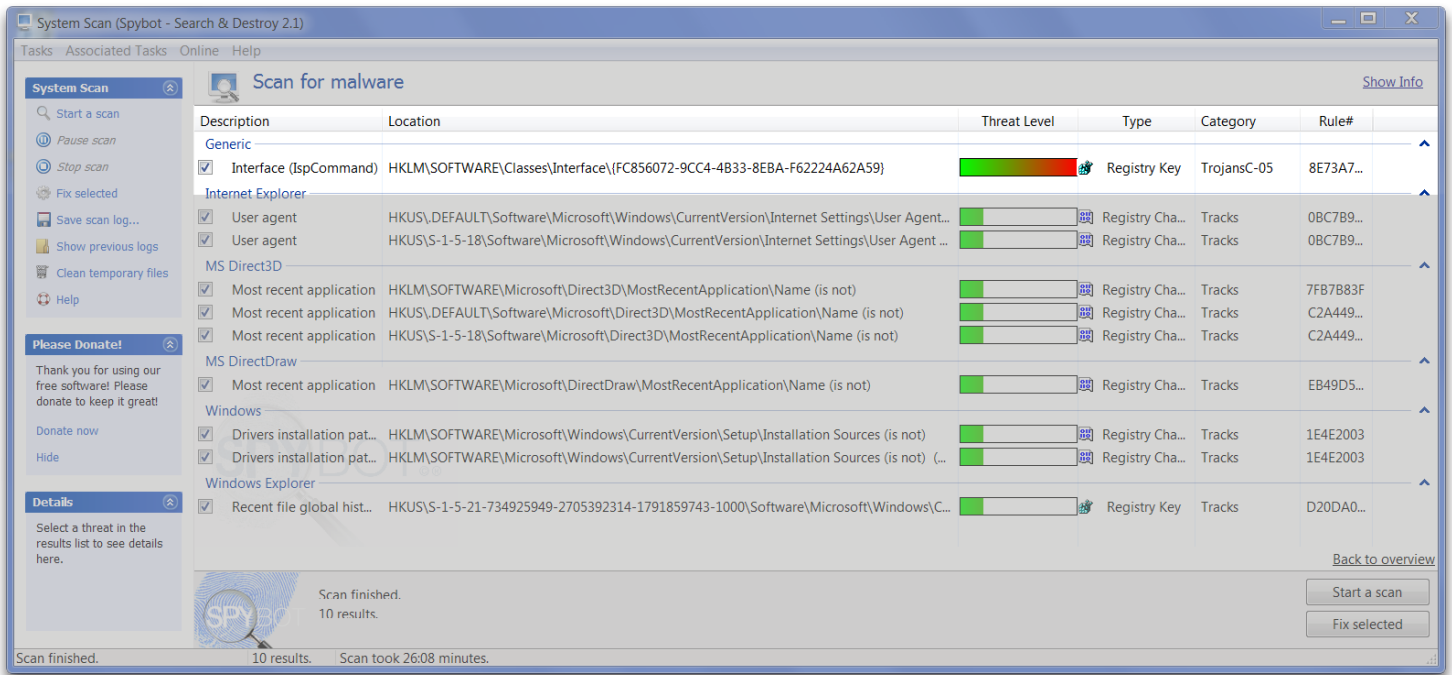 System Scan (Spybot - Search & Destroy 2.1)
Tasks Associated Tasks Online Help
System Scan
Start a scan
Pause scan
Stop scan
Fix selected
Save scan log...
Show previous logs
Clean temporary files
Help
Please Donate!
Thank you for using our
free software! Please
donate to keep it great!
Donate now
Hide
Details
Select a threat in the
results list to see details
here.
Scan for malware
Show Info
Description Location Threat Level Type Category Rule#
Generic
Interface (IspCommand) HKLM\SOFTWARE\Classes\Interface\{FC856072-9CC4-4B33-8EBA-F62224A62A59} Registry Key TrojansC-05 8E73A7...
Internet Explorer
User agent HKUS\.DEFAULT\Software\Microsoft\Windows\CurrentVersion\Internet Settings\User Agent... Registry Cha... Tracks 0BC7B9...
User agent HKUS\S-1-5-18\Software\Microsoft\Windows\CurrentVersion\Internet Settings\User Agent ... Registry Cha... Tracks 0BC7B9...
MS Direct3D
Most recent application HKLM\SOFTWARE\Microsoft\Direct3D\MostRecentApplication\Name (is not) Registry Cha... Tracks 7FB7B83F
Most recent application HKUS\.DEFAULT\Software\Microsoft\Direct3D\MostRecentApplication\Name (is not) Registry Cha... Tracks C2A449...
Most recent application HKUS\S-1-5-18\Software\Microsoft\Direct3D\MostRecentApplication\Name (is not) Registry Cha... Tracks C2A449...
MS DirectDraw
Most recent application HKLM\SOFTWARE\Microsoft\DirectDraw\MostRecentApplication\Name (is not) Registry Cha... Tracks EB49D5...
Windows
Drivers installation pat... HKLM\SOFTWARE\Microsoft\Windows\CurrentVersion\Setup\Installation Sources (is not) Registry Cha... Tracks 1E4E2003
Drivers installation pat... HKLM\SOFTWARE\Microsoft\Windows\CurrentVersion\Setup\Installation Sources (is not) (... Registry Cha... Tracks 1E4E2003
Windows Explorer
Recent file global hist... HKUS\S-1-5-21-734925949-2705392314-1791859743-1000\Software\Microsoft\Windows\C... Registry Key Tracks D20DA0...
SPYBOT
Back to overview
SPYBOT
Scan finished.
10 results.
Start a scan
Fix selected
Scan finished. 10 results. Scan took 26:08 minutes.